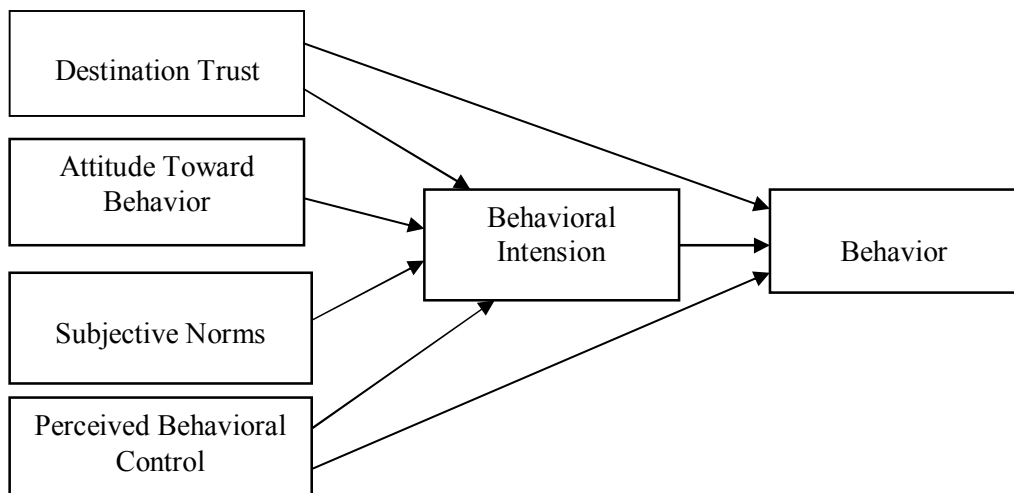 Destination Trust
Attitude Toward
Behavior
Subjective Norms
Perceived Behavioral
Control
Behavioral
Intension
Behavior